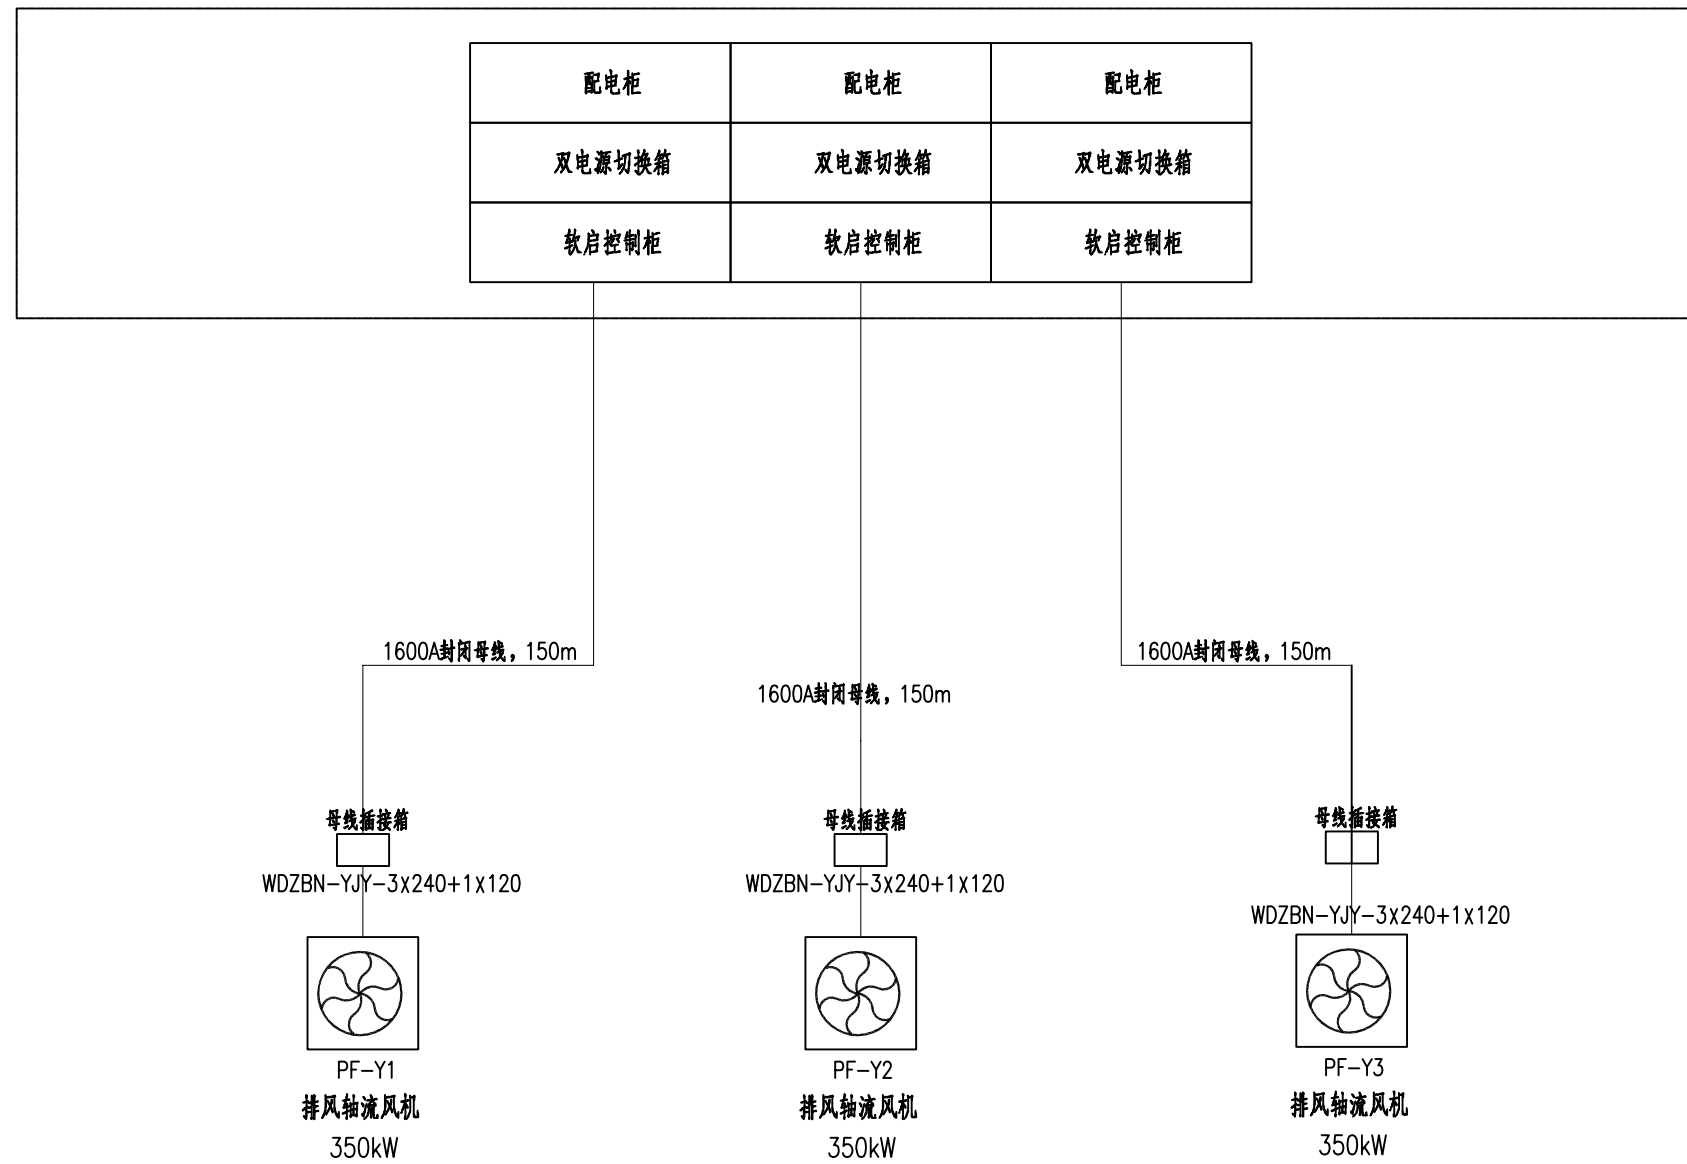 配电柜 配电柜 配电柜
双电源切换箱 双电源切换箱 双电源切换箱
软启控制柜 软启控制柜 软启控制柜
1600A封闭母线，150m
1600A封闭母线，150m
1600A封闭母线，150m
母线插接箱
WDZBN-YJY-3X240+1X120
PF-Y1
排风轴流风机
350kW
母线插接箱
WDZBN-YJY-3X240+1X120
PF-Y2
排风轴流风机
350kW
母线插接箱
WDZBN-YJY-3X240+1X120
PF-Y3
排风轴流风机
350kW